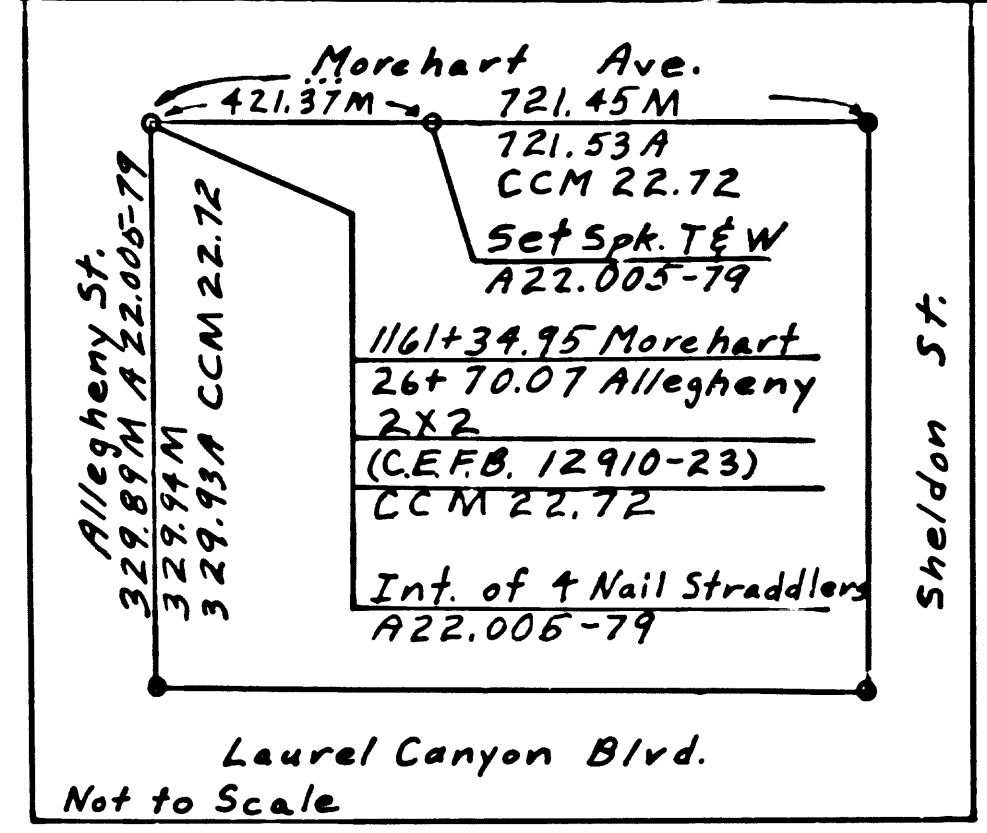 Morehart Ave.
421.37M
721.45M
721.53A
CCM 22.72
Set Spk. T & W
A22.005-79
1161+34.95 Morehart
26+70.07 Allegheny
2X2
(C.E.F.B. 12910-23)
CCM 22.72
Int. of 4 Nail Straddlers
A22.005-79
Allegheny St.
329.89M A22.005-79
329.94M
329.93A CCM 22.72
Sheldon St.
Laurel Canyon Blvd.
Not to Scale